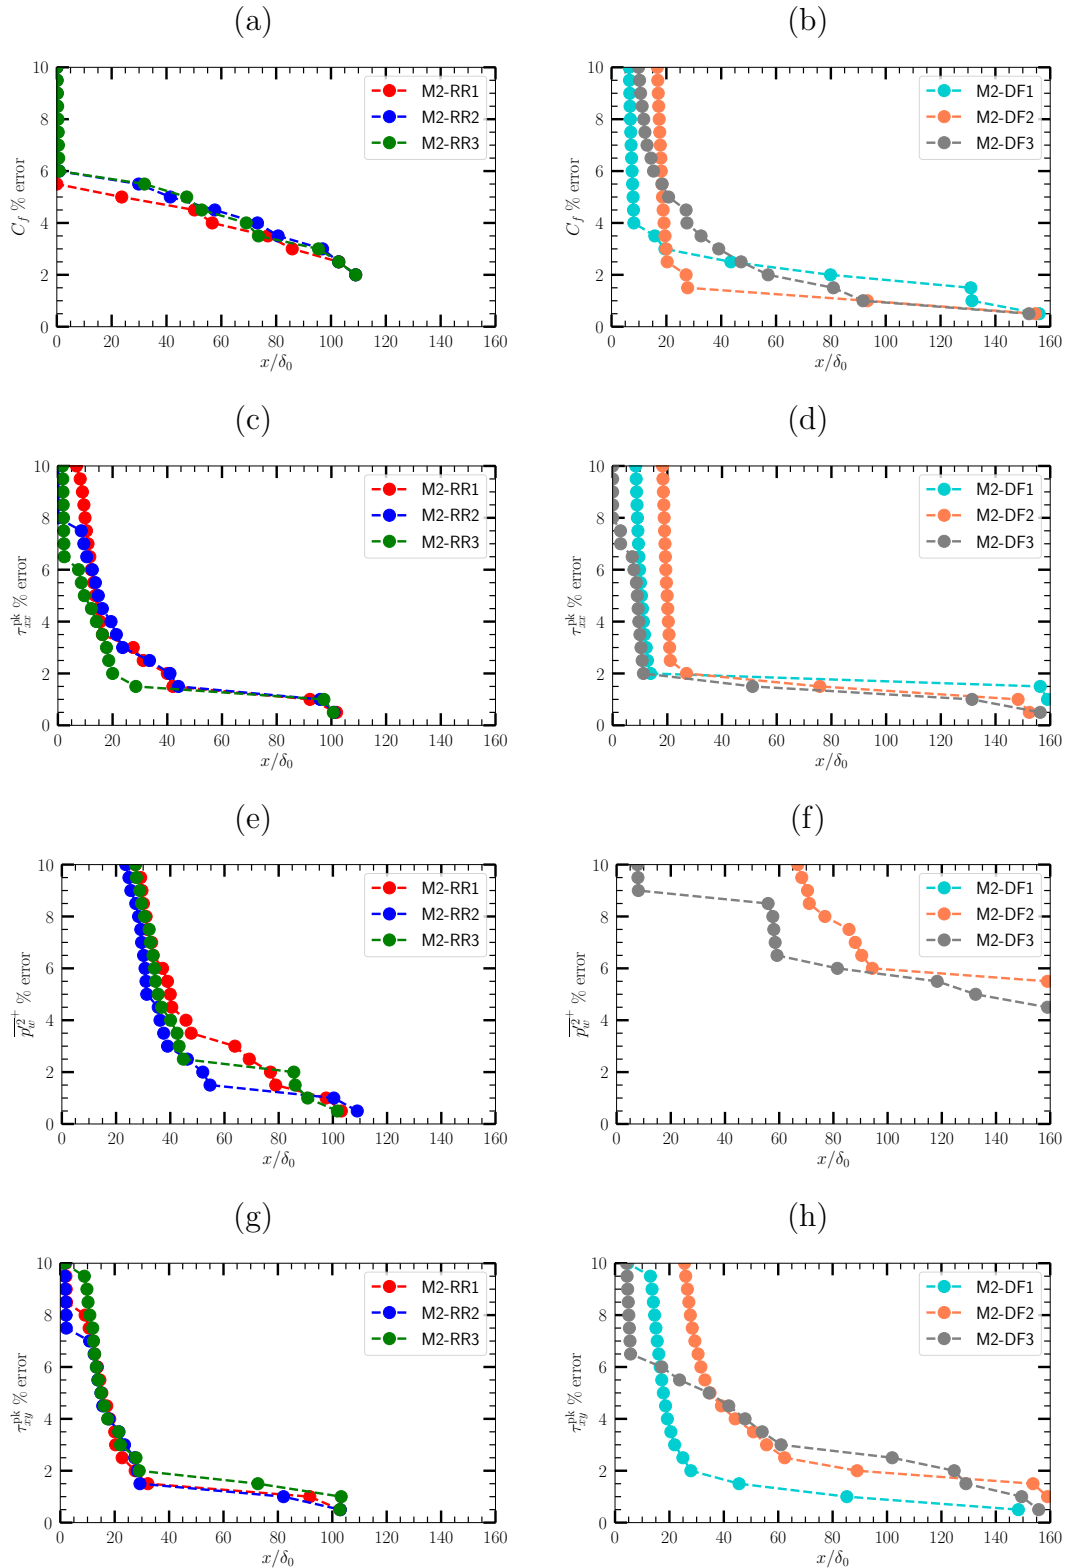 (a)
10
8
6
4
2
0
C_f % error
0 20 40 60 80 100 120 140 160
x/δ₀
M2-RR1
M2-RR2
M2-RR3
(b)
10
8
6
4
2
0
C_f % error
0 20 40 60 80 100 120 140 160
x/δ₀
M2-DF1
M2-DF2
M2-DF3
(c)
10
8
6
4
2
0
τ_xx^pk % error
0 20 40 60 80 100 120 140 160
x/δ₀
M2-RR1
M2-RR2
M2-RR3
(d)
10
8
6
4
2
0
τ_xx^pk % error
0 20 40 60 80 100 120 140 160
x/δ₀
M2-DF1
M2-DF2
M2-DF3
(e)
10
8
6
4
2
0
\overline{p_w'^2}^+ % error
0 20 40 60 80 100 120 140 160
x/δ₀
M2-RR1
M2-RR2
M2-RR3
(f)
10
8
6
4
2
0
\overline{p_w'^2}^+ % error
0 20 40 60 80 100 120 140 160
x/δ₀
M2-DF1
M2-DF2
M2-DF3
(g)
10
8
6
4
2
0
τ_xy^pk % error
0 20 40 60 80 100 120 140 160
x/δ₀
M2-RR1
M2-RR2
M2-RR3
(h)
10
8
6
4
2
0
τ_xy^pk % error
0 20 40 60 80 100 120 140 160
x/δ₀
M2-DF1
M2-DF2
M2-DF3